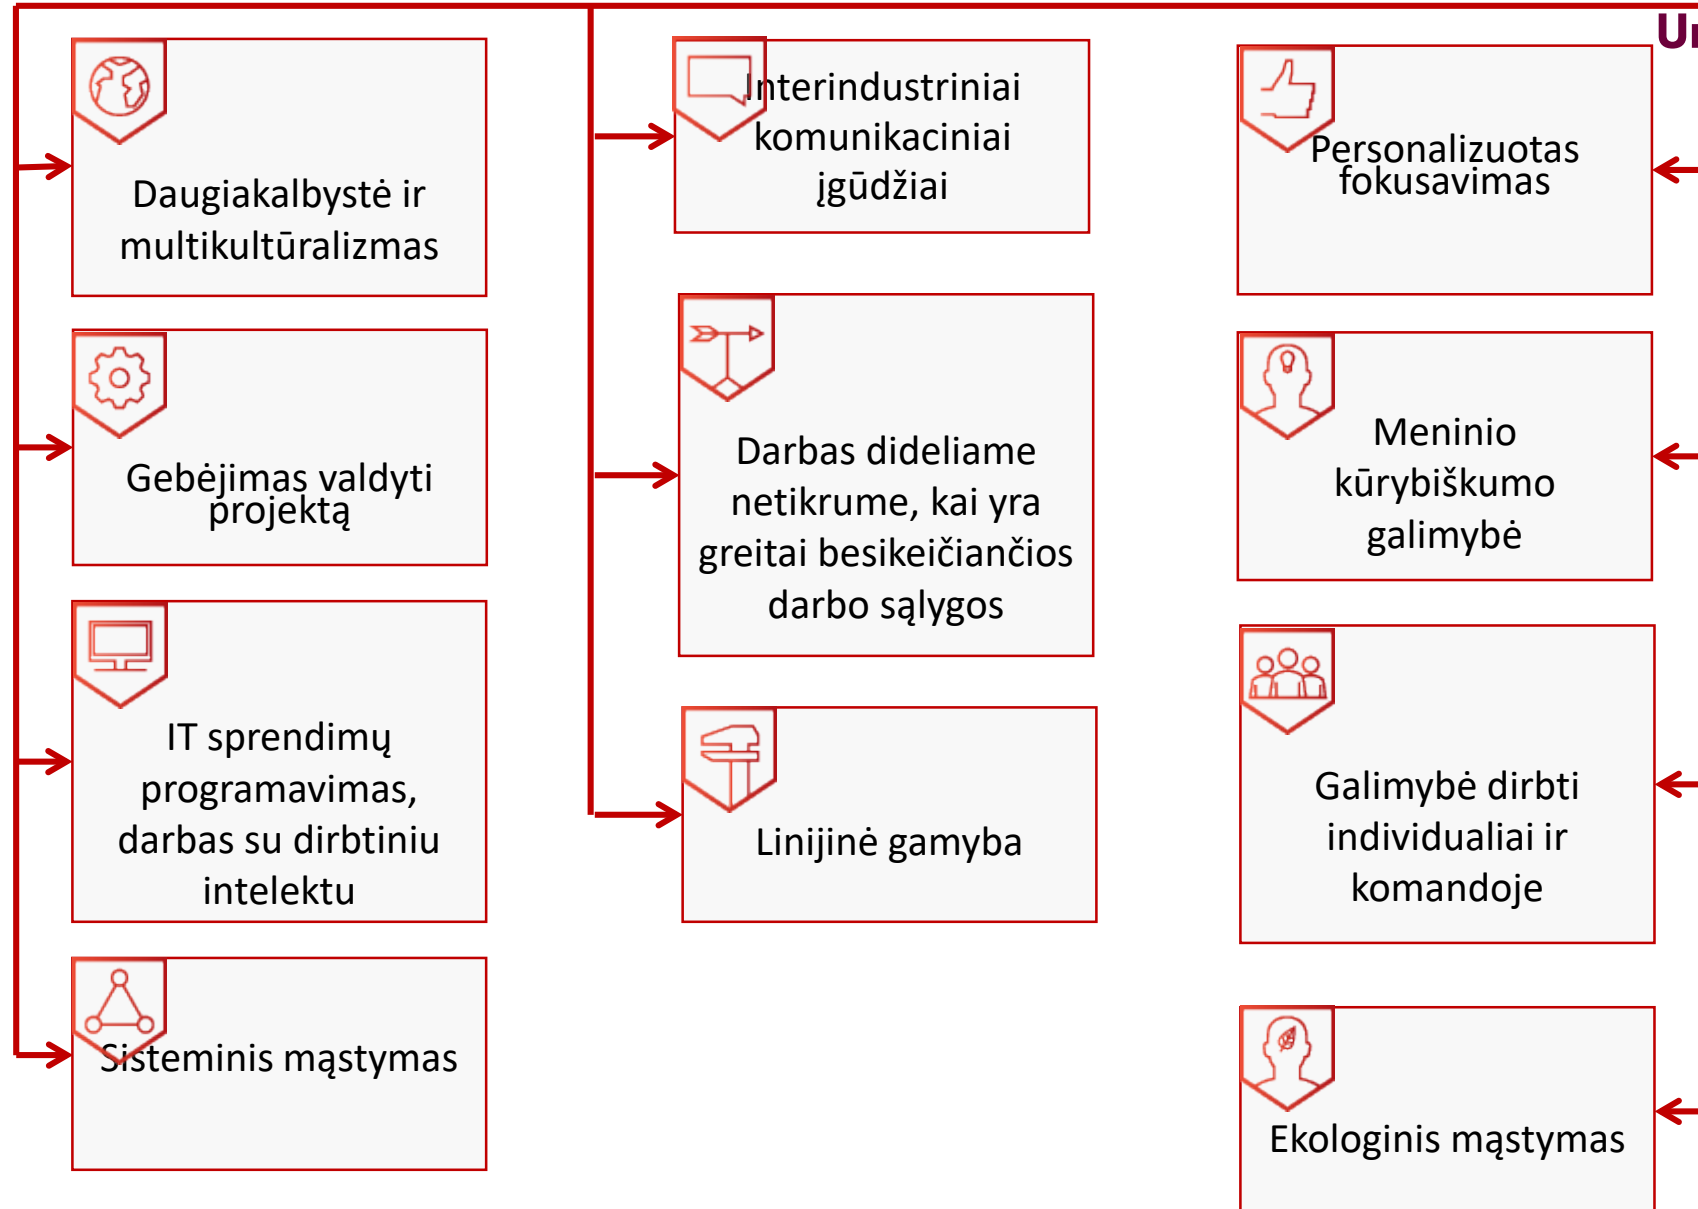 Ur
Daugiakalbystė ir
multikultūralizmas
Gebėjimas valdyti
projektą
IT sprendimų
programavimas,
darbas su dirbtiniu
intelektu
Sisteminis mąstymas
Interindustriniai
komunikaciniai
įgūdžiai
Darbas dideliame
netikrume, kai yra
greitai besikeičiančios
darbo sąlygos
Linijinė gamyba
Personalizuotas
fokusavimas
Meninio
kūrybiškumo
galimybė
Galimybė dirbti
individualiai ir
komandoje
Ekologinis mąstymas